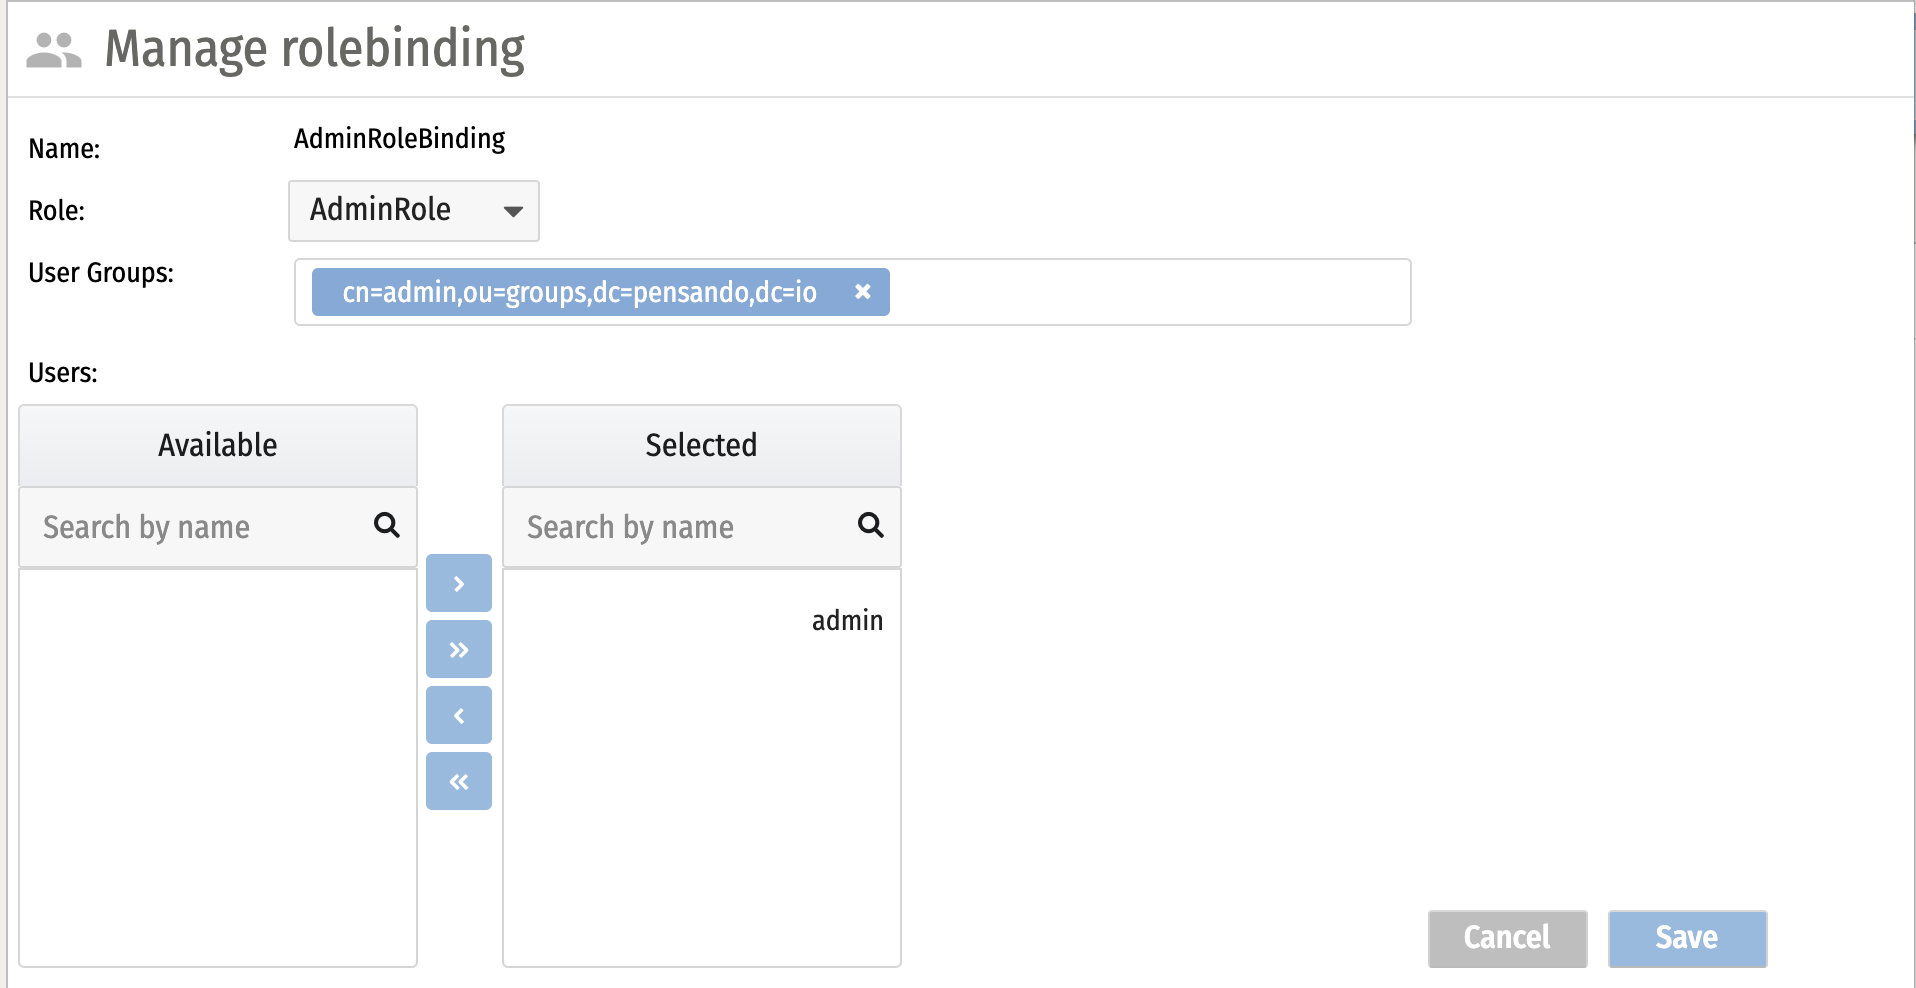 Manage rolebinding
Name:
AdminRoleBinding
Role:
AdminRole
User Groups:
cn=admin,ou=groups,dc=pensando,dc=io
Users:
Available
Selected
Search by name
Search by name
admin
Cancel
Save